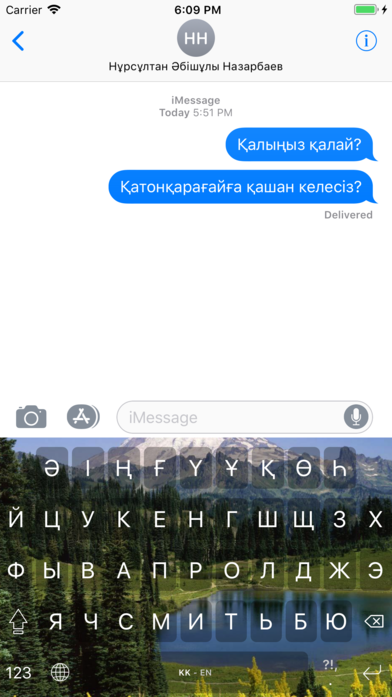 Carrier 6:09 PM
НН
Нұрсұлтан Әбішұлы Назарбаев
iMessage
Today 5:51 PM
Қалыңыз қалай?
Қатонқарағайға қашан келесіз?
Delivered
iMessage
Ә І Ң Ғ Ү Ұ Қ Ө Һ
Й Ц У К Е Н Г Ш Щ З Х
Ф Ы В А П Р О Л Д Ж Э
Я Ч С М И Т Ь Б Ю
123 KK - EN ?!, .